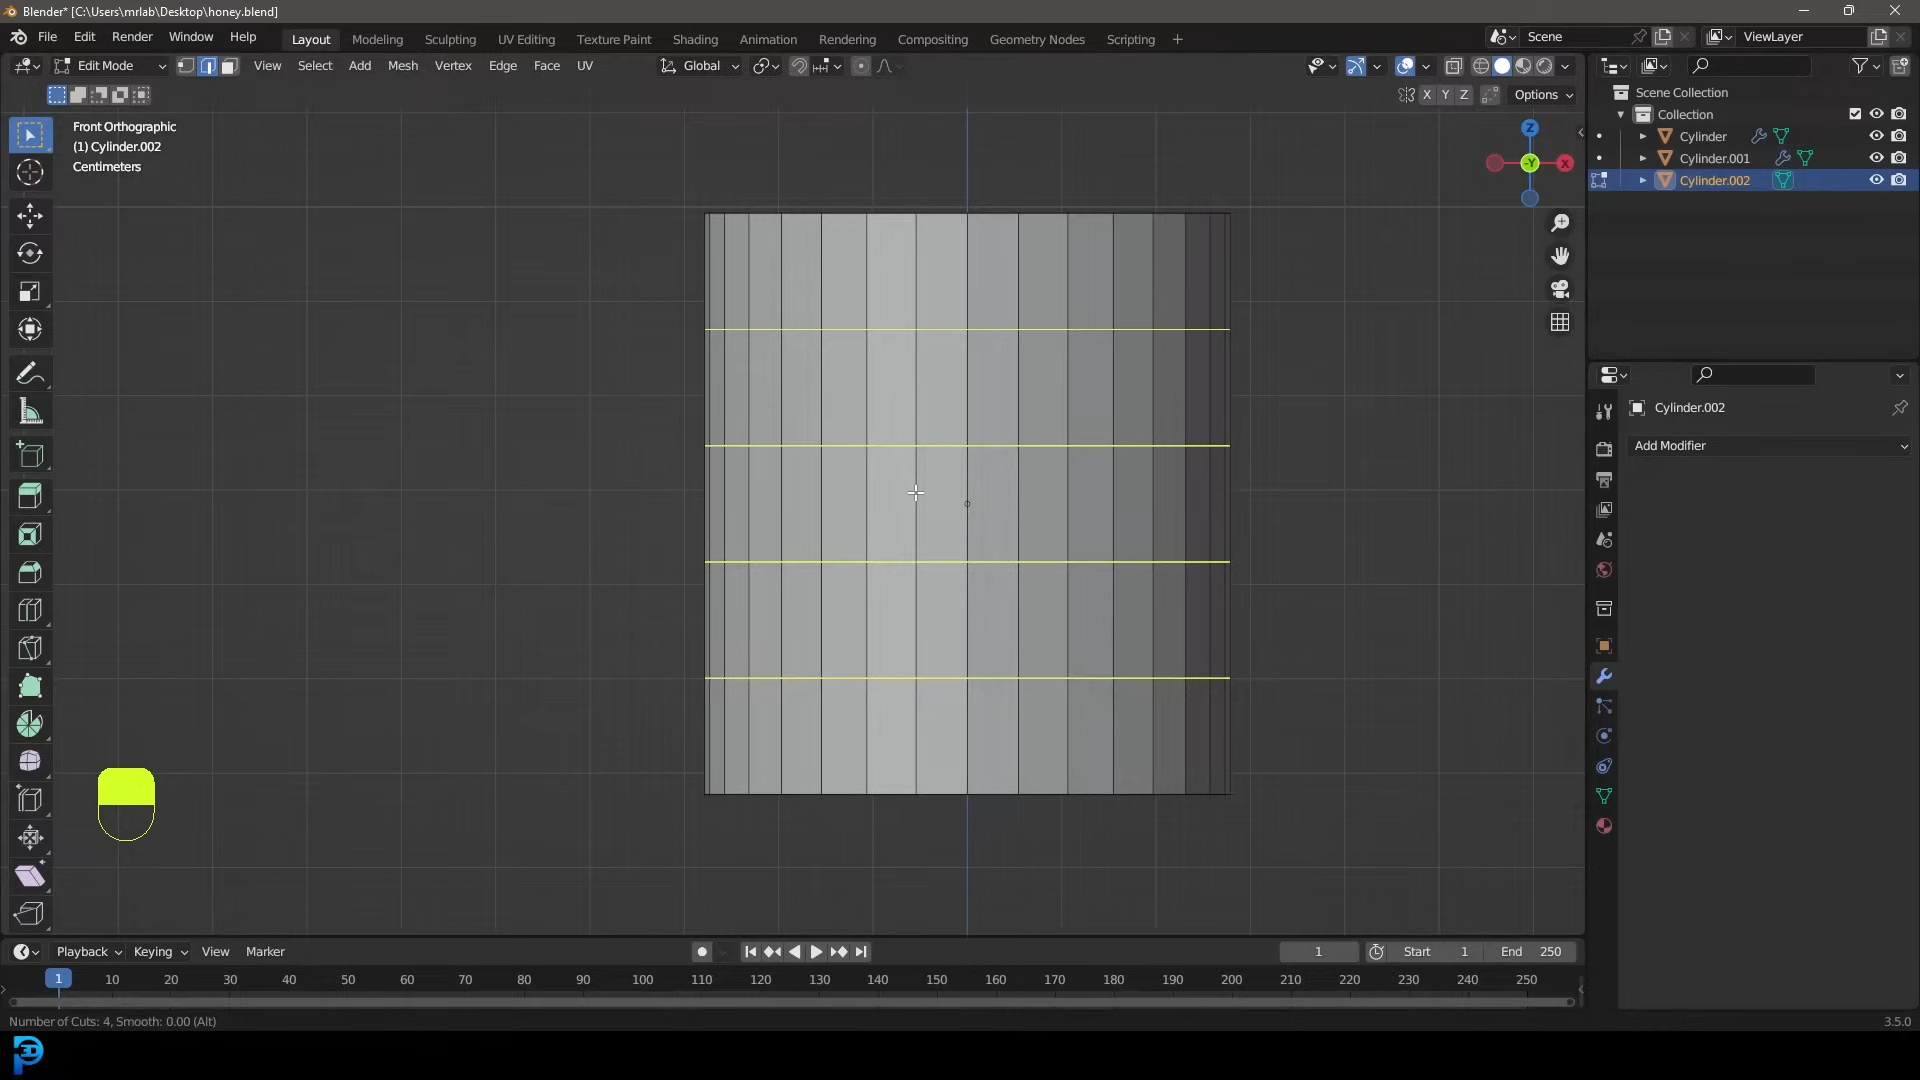 Blender* [C:\Users\mrlab\Desktop\honey.blend]
File Edit Render Window Help
Layout Modeling Sculpting UV Editing Texture Paint Shading Animation Rendering Compositing Geometry Nodes Scripting +
Scene
ViewLayer
Edit Mode View Select Add Mesh Vertex Edge Face UV
Global
X Y Z Options
Front Orthographic
(1) Cylinder.002
Centimeters
Z
-Y
X
Scene Collection
Collection
Cylinder
Cylinder.001
Cylinder.002
Cylinder.002
Add Modifier
Playback Keying View Marker
1 Start 1 End 250
1 10 20 30 40 50 60 70 80 90 100 110 120 130 140 150 160 170 180 190 200 210 220 230 240 250
Number of Cuts: 4, Smooth: 0.00 (Alt)
3.5.0
3D